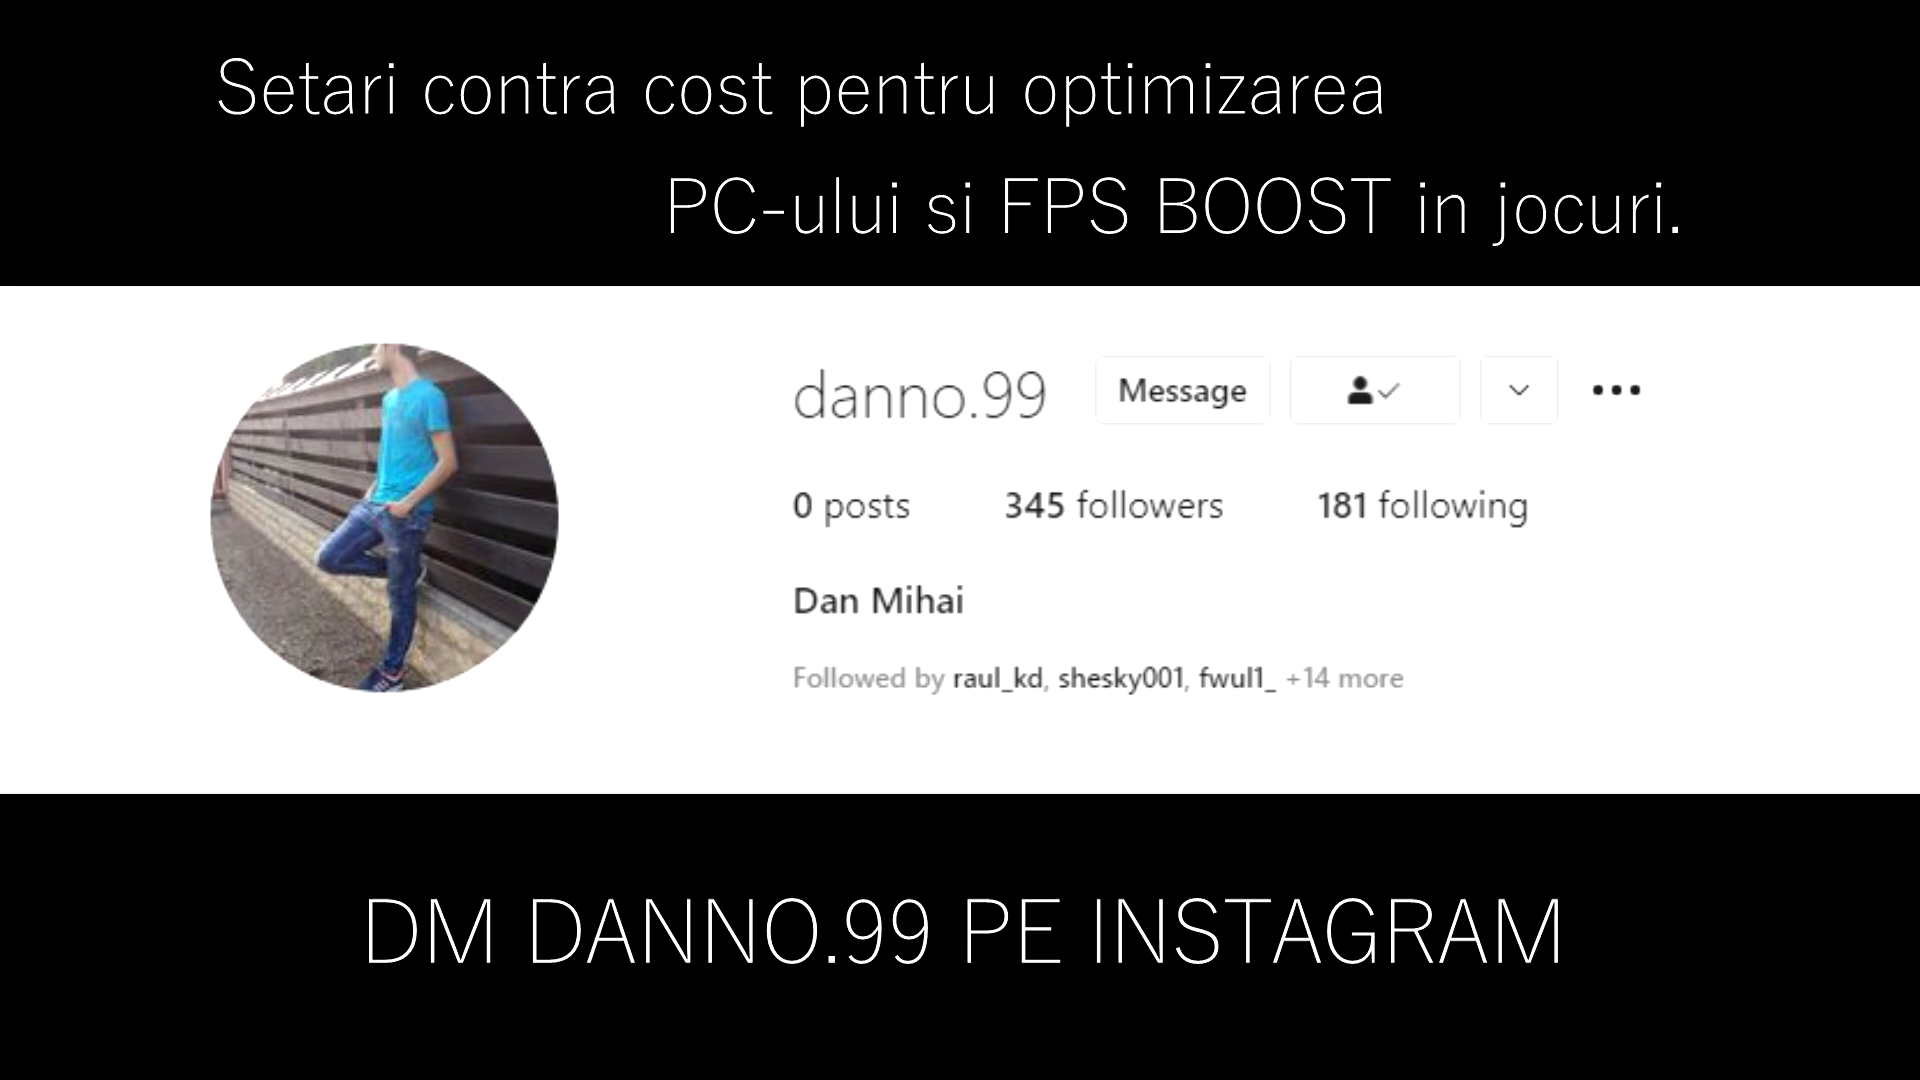 Setari contra cost pentru optimizarea
PC-ului si FPS BOOST in jocuri.
danno.99 Message
0 posts 345 followers 181 following
Dan Mihai
Followed by raul_kd, shesky001, fwul1_ +14 more
DM DANNO.99 PE INSTAGRAM